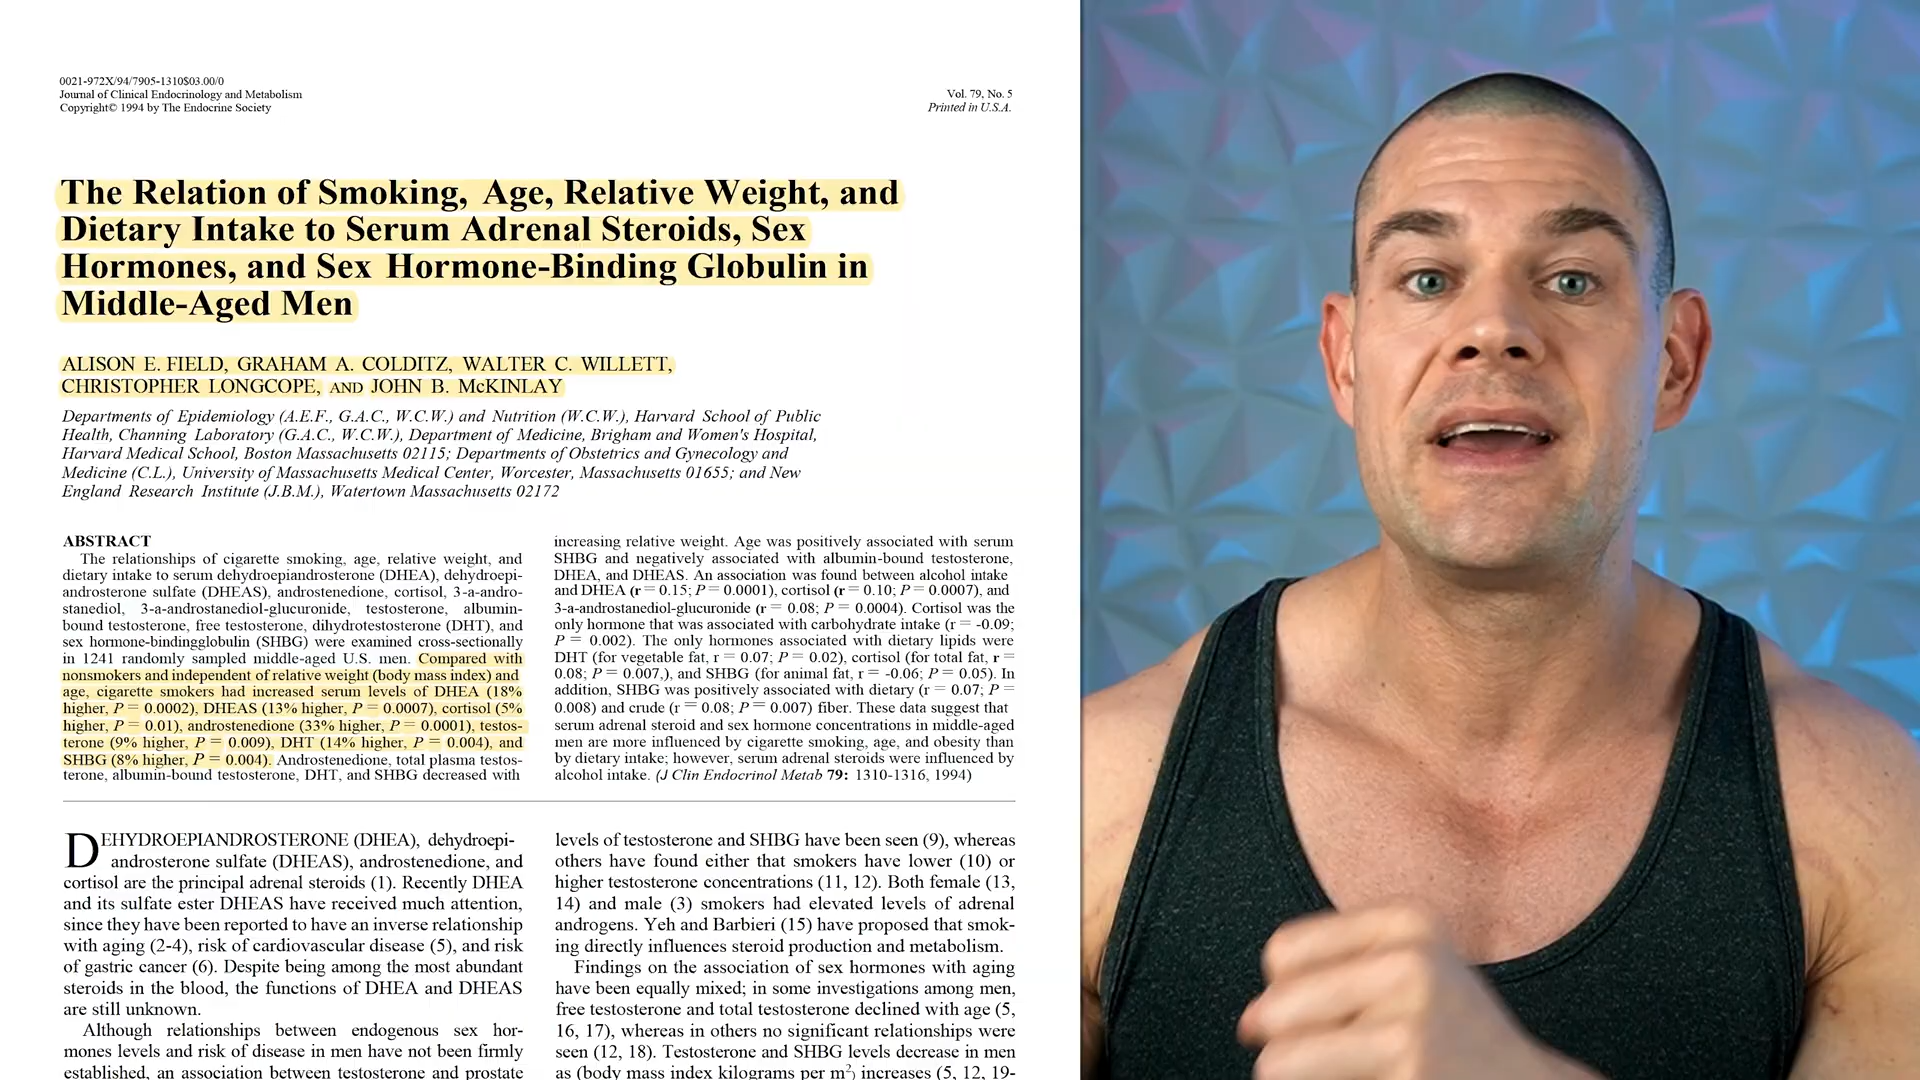 0021-972X/94/7905-1310$03.00/0
Journal of Clinical Endocrinology and Metabolism
Copyright© 1994 by The Endocrine Society
Vol. 79, No. 5
Printed in U.S.A.
The Relation of Smoking, Age, Relative Weight, and
Dietary Intake to Serum Adrenal Steroids, Sex
Hormones, and Sex Hormone-Binding Globulin in
Middle-Aged Men
ALISON E. FIELD, GRAHAM A. COLDITZ, WALTER C. WILLETT,
CHRISTOPHER LONGCOPE, AND JOHN B. McKINLAY
Departments of Epidemiology (A.E.F., G.A.C., W.C.W.) and Nutrition (W.C.W.), Harvard School of Public
Health, Channing Laboratory (G.A.C., W.C.W.), Department of Medicine, Brigham and Women's Hospital,
Harvard Medical School, Boston Massachusetts 02115; Departments of Obstetrics and Gynecology and
Medicine (C.L.), University of Massachusetts Medical Center, Worcester, Massachusetts 01655; and New
England Research Institute (J.B.M.), Watertown Massachusetts 02172
ABSTRACT
The relationships of cigarette smoking, age, relative weight, and
dietary intake to serum dehydroepiandrosterone (DHEA), dehydroepi-
androsterone sulfate (DHEAS), androstenedione, cortisol, 3-a-andro-
stanediol, 3-a-androstanediol-glucuronide, testosterone, albumin-
bound testosterone, free testosterone, dihydrotestosterone (DHT), and
sex hormone-bindingglobulin (SHBG) were examined cross-sectionally
in 1241 randomly sampled middle-aged U.S. men. Compared with
nonsmokers and independent of relative weight (body mass index) and
age, cigarette smokers had increased serum levels of DHEA (18%
higher, P = 0.0002), DHEAS (13% higher, P = 0.0007), cortisol (5%
higher, P = 0.01), androstenedione (33% higher, P = 0.0001), testos-
terone (9% higher, P = 0.009), DHT (14% higher, P = 0.004), and
SHBG (8% higher, P = 0.004). Androstenedione, total plasma testos-
terone, albumin-bound testosterone, DHT, and SHBG decreased with
increasing relative weight. Age was positively associated with serum
SHBG and negatively associated with albumin-bound testosterone,
DHEA, and DHEAS. An association was found between alcohol intake
and DHEA (r = 0.15; P = 0.0001), cortisol (r = 0.10; P = 0.0007), and
3-a-androstanediol-glucuronide (r = 0.08; P = 0.0004). Cortisol was the
only hormone that was associated with carbohydrate intake (r = -0.09;
P = 0.002). The only hormones associated with dietary lipids were
DHT (for vegetable fat, r = 0.07; P = 0.02), cortisol (for total fat, r =
0.08; P = 0.007,), and SHBG (for animal fat, r = -0.06; P = 0.05). In
addition, SHBG was positively associated with dietary (r = 0.07; P =
0.008) and crude (r = 0.08; P = 0.007) fiber. These data suggest that
serum adrenal steroid and sex hormone concentrations in middle-aged
men are more influenced by cigarette smoking, age, and obesity than
by dietary intake; however, serum adrenal steroids were influenced by
alcohol intake. (J Clin Endocrinol Metab 79: 1310-1316, 1994)
DEHYDROEPIANDROSTERONE (DHEA), dehydroepi-
androsterone sulfate (DHEAS), androstenedione, and
cortisol are the principal adrenal steroids (1). Recently DHEA
and its sulfate ester DHEAS have received much attention,
since they have been reported to have an inverse relationship
with aging (2-4), risk of cardiovascular disease (5), and risk
of gastric cancer (6). Despite being among the most abundant
steroids in the blood, the functions of DHEA and DHEAS
are still unknown.
Although relationships between endogenous sex hor-
mones levels and risk of disease in men have not been firmly
established, an association between testosterone and prostate
levels of testosterone and SHBG have been seen (9), whereas
others have found either that smokers have lower (10) or
higher testosterone concentrations (11, 12). Both female (13,
14) and male (3) smokers had elevated levels of adrenal
androgens. Yeh and Barbieri (15) have proposed that smok-
ing directly influences steroid production and metabolism.
Findings on the association of sex hormones with aging
have been equally mixed; in some investigations among men,
free testosterone and total testosterone declined with age (5,
16, 17), whereas in others no significant relationships were
seen (12, 18). Testosterone and SHBG levels decrease in men
as (body mass index kilograms per m²) increases (5, 12, 19-